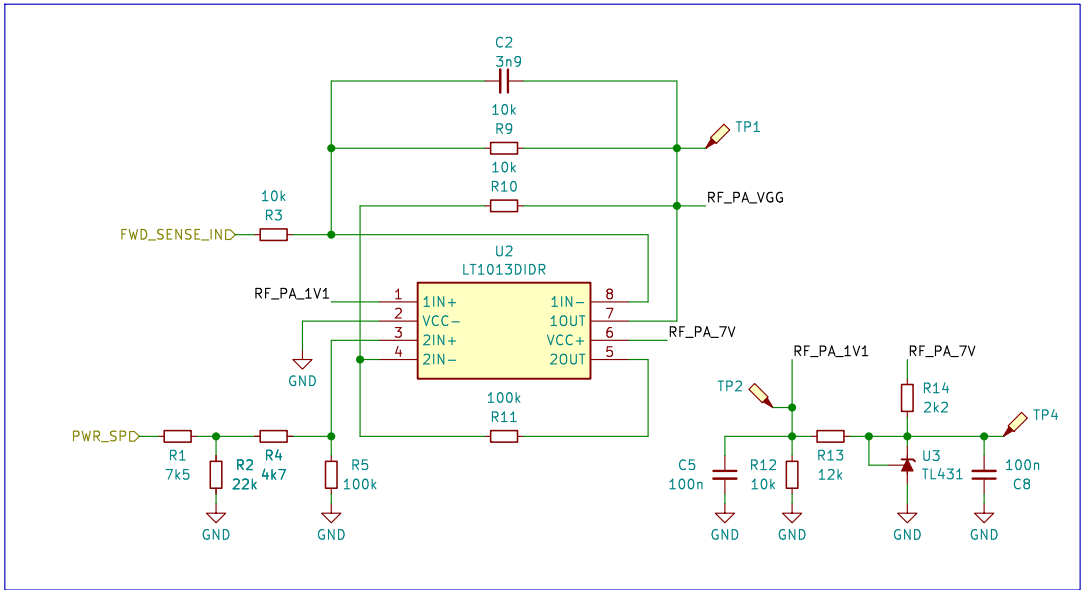 C2
3n9
10k
R9
TP1
10k
R10
RF_PA_VGG
10k
R3
FWD_SENSE_IN
U2
LT1013DIDR
RF_PA_1V1
1 1IN+ 1IN- 8
2 VCC- 1OUT 7
3 2IN+ VCC+ 6
RF_PA_7V
4 2IN- 2OUT 5
GND
RF_PA_1V1
RF_PA_7V
TP2
R14
2k2
100k
R11
TP4
PWR_SP
R1
7k5
R2
22k
R4
4k7
R5
100k
C5
100n
R12
10k
R13
12k
U3
TL431
100n
C8
GND
GND
GND
GND
GND
GND